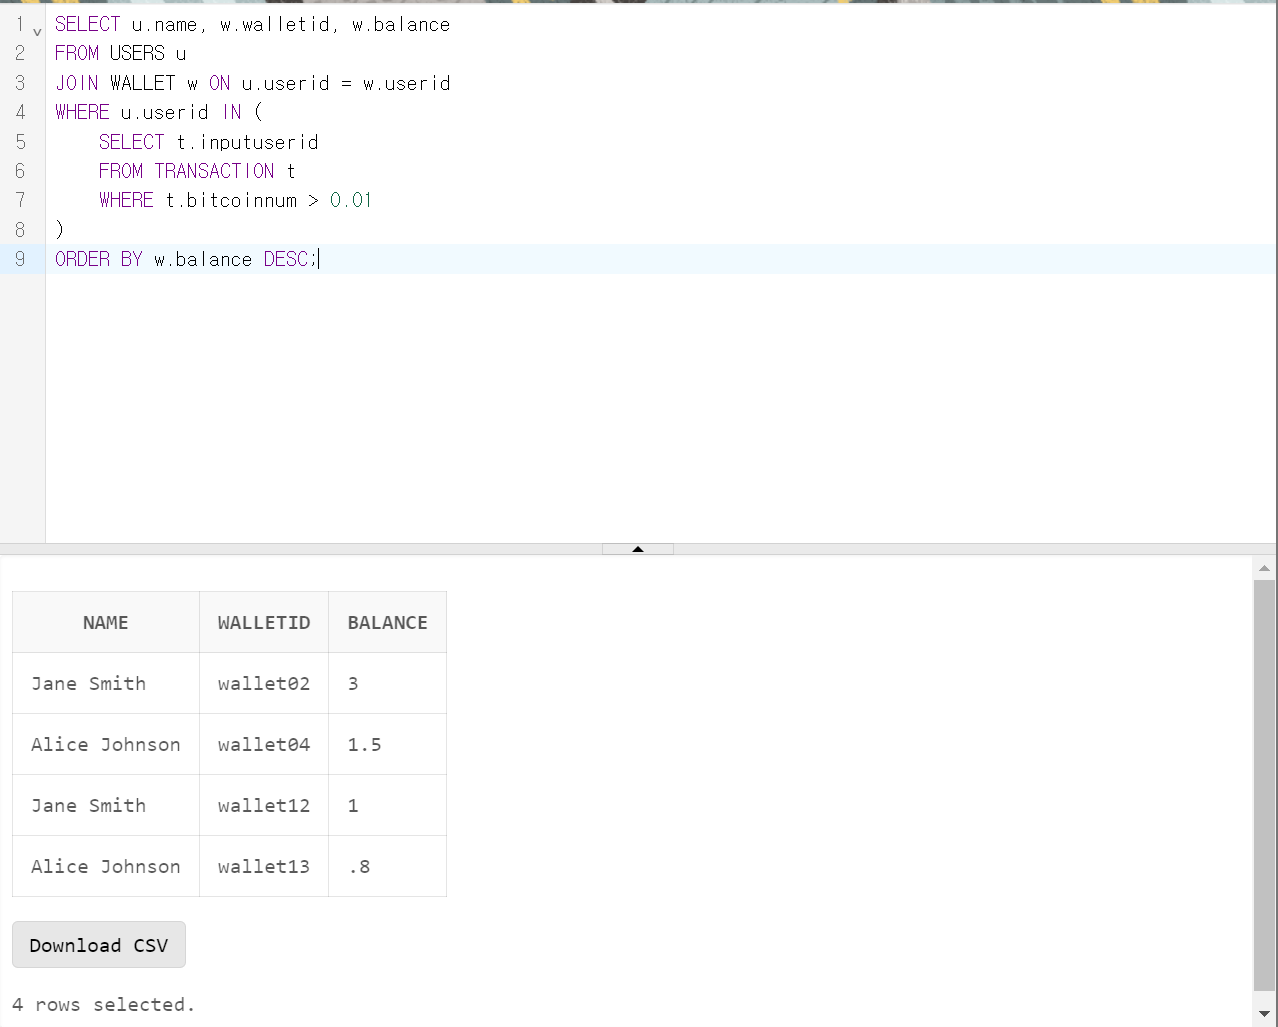 1 SELECT u.name, w.walletid, w.balance
2 FROM USERS u
3 JOIN WALLET w ON u.userid = w.userid
4 WHERE u.userid IN (
5     SELECT t.inputuserid
6     FROM TRANSACTION t
7     WHERE t.bitcoinnum > 0.01
8 )
9 ORDER BY w.balance DESC;
NAME WALLETID BALANCE
Jane Smith wallet02 3
Alice Johnson wallet04 1.5
Jane Smith wallet12 1
Alice Johnson wallet13 .8
Download CSV
4 rows selected.